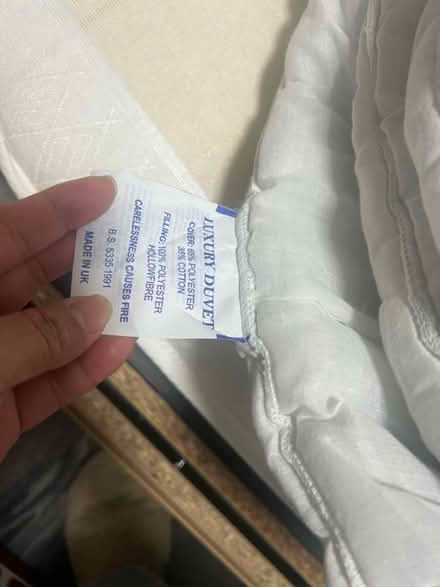 LUXURY DUVET
COVER: 65% POLYESTER
35% COTTON
FILLING: 100% POLYESTER
HOLLOWFIBRE
CARELESSNESS CAUSES FIRE
B.S. 5335 1991
MADE IN UK